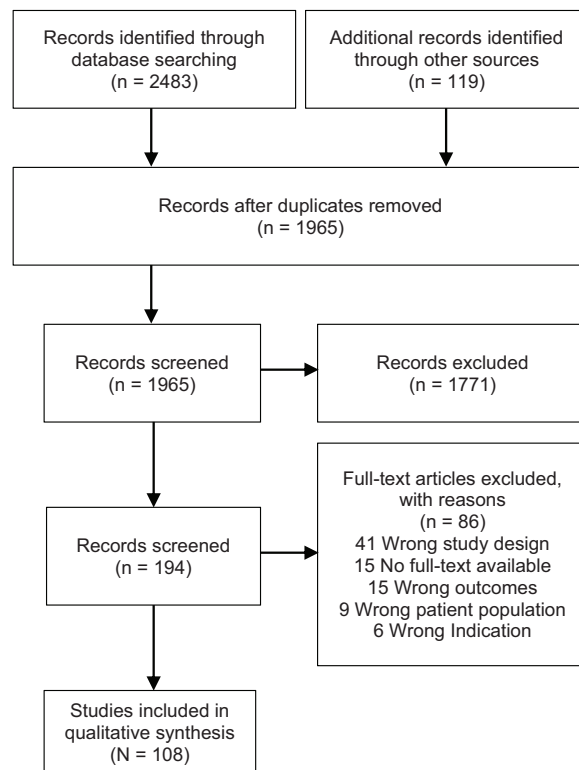 Records identified through
database searching
(n = 2483)
Additional records identified
through other sources
(n = 119)
Records after duplicates removed
(n = 1965)
Records screened
(n = 1965)
Records excluded
(n = 1771)
Records screened
(n = 194)
Full-text articles excluded,
with reasons
(n = 86)
41 Wrong study design
15 No full-text available
15 Wrong outcomes
9 Wrong patient population
6 Wrong Indication
Studies included in
qualitative synthesis
(N = 108)